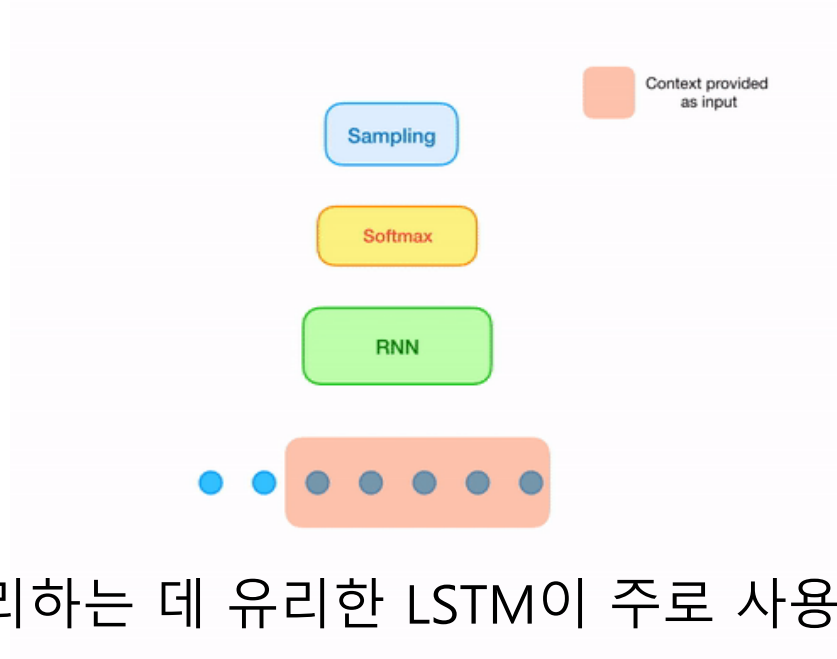 Context provided
as input
Sampling
Softmax
RNN
리하는 데 유리한 LSTM이 주로 사용